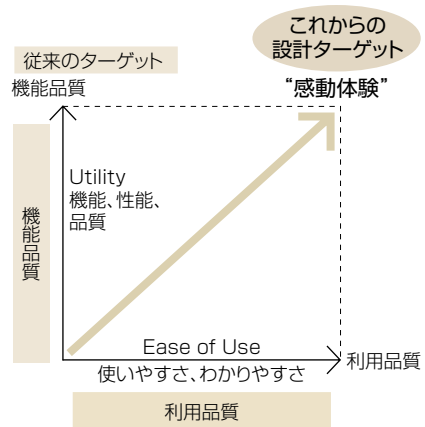 これからの
設計ターゲット
従来のターゲット
機能品質
“感動体験”
Utility
機能、性能、
品質
機能品質
Ease of Use
使いやすさ、わかりやすさ
利用品質
利用品質